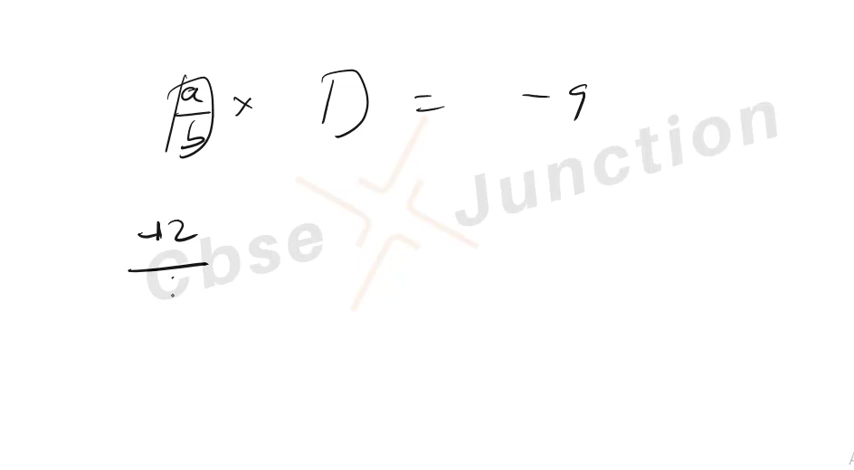 a/b × D = -9
-12
Cbse Junction